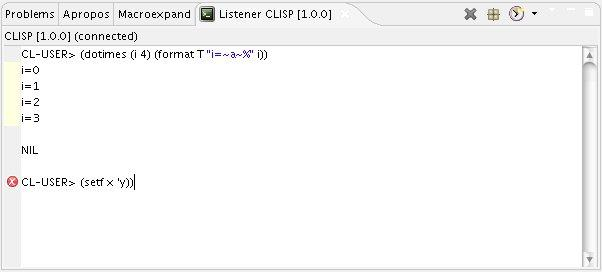 Problems Apropos Macroexpand Listener CLISP [1.0.0]
CLISP [1.0.0] (connected)
CL-USER> (dotimes (i 4) (format T "i=~a~%" i))
i=0
i=1
i=2
i=3
NIL
CL-USER> (setf x 'y))